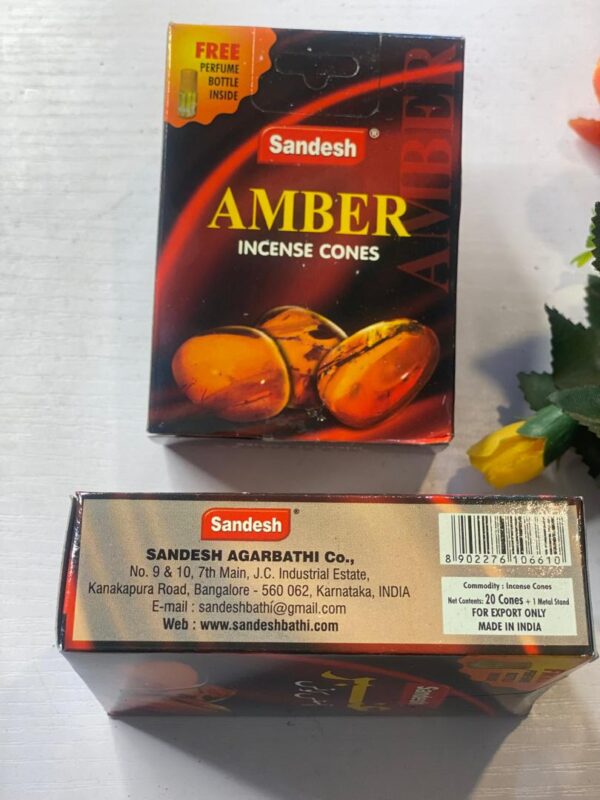 FREE
PERFUME
BOTTLE
INSIDE
AMBER
Sandesh®
AMBER
INCENSE CONES
Sandesh®
SANDESH AGARBATHI Co.,
No. 9 & 10, 7th Main, J.C. Industrial Estate,
Kanakapura Road, Bangalore - 560 062, Karnataka, INDIA
E-mail : sandeshbathi@gmail.com
Web : www.sandeshbathi.com
8 902276 106610
Commodity : Incense Cones
Net Contents: 20 Cones + 1 Metal Stand
FOR EXPORT ONLY
MADE IN INDIA
Sandesh